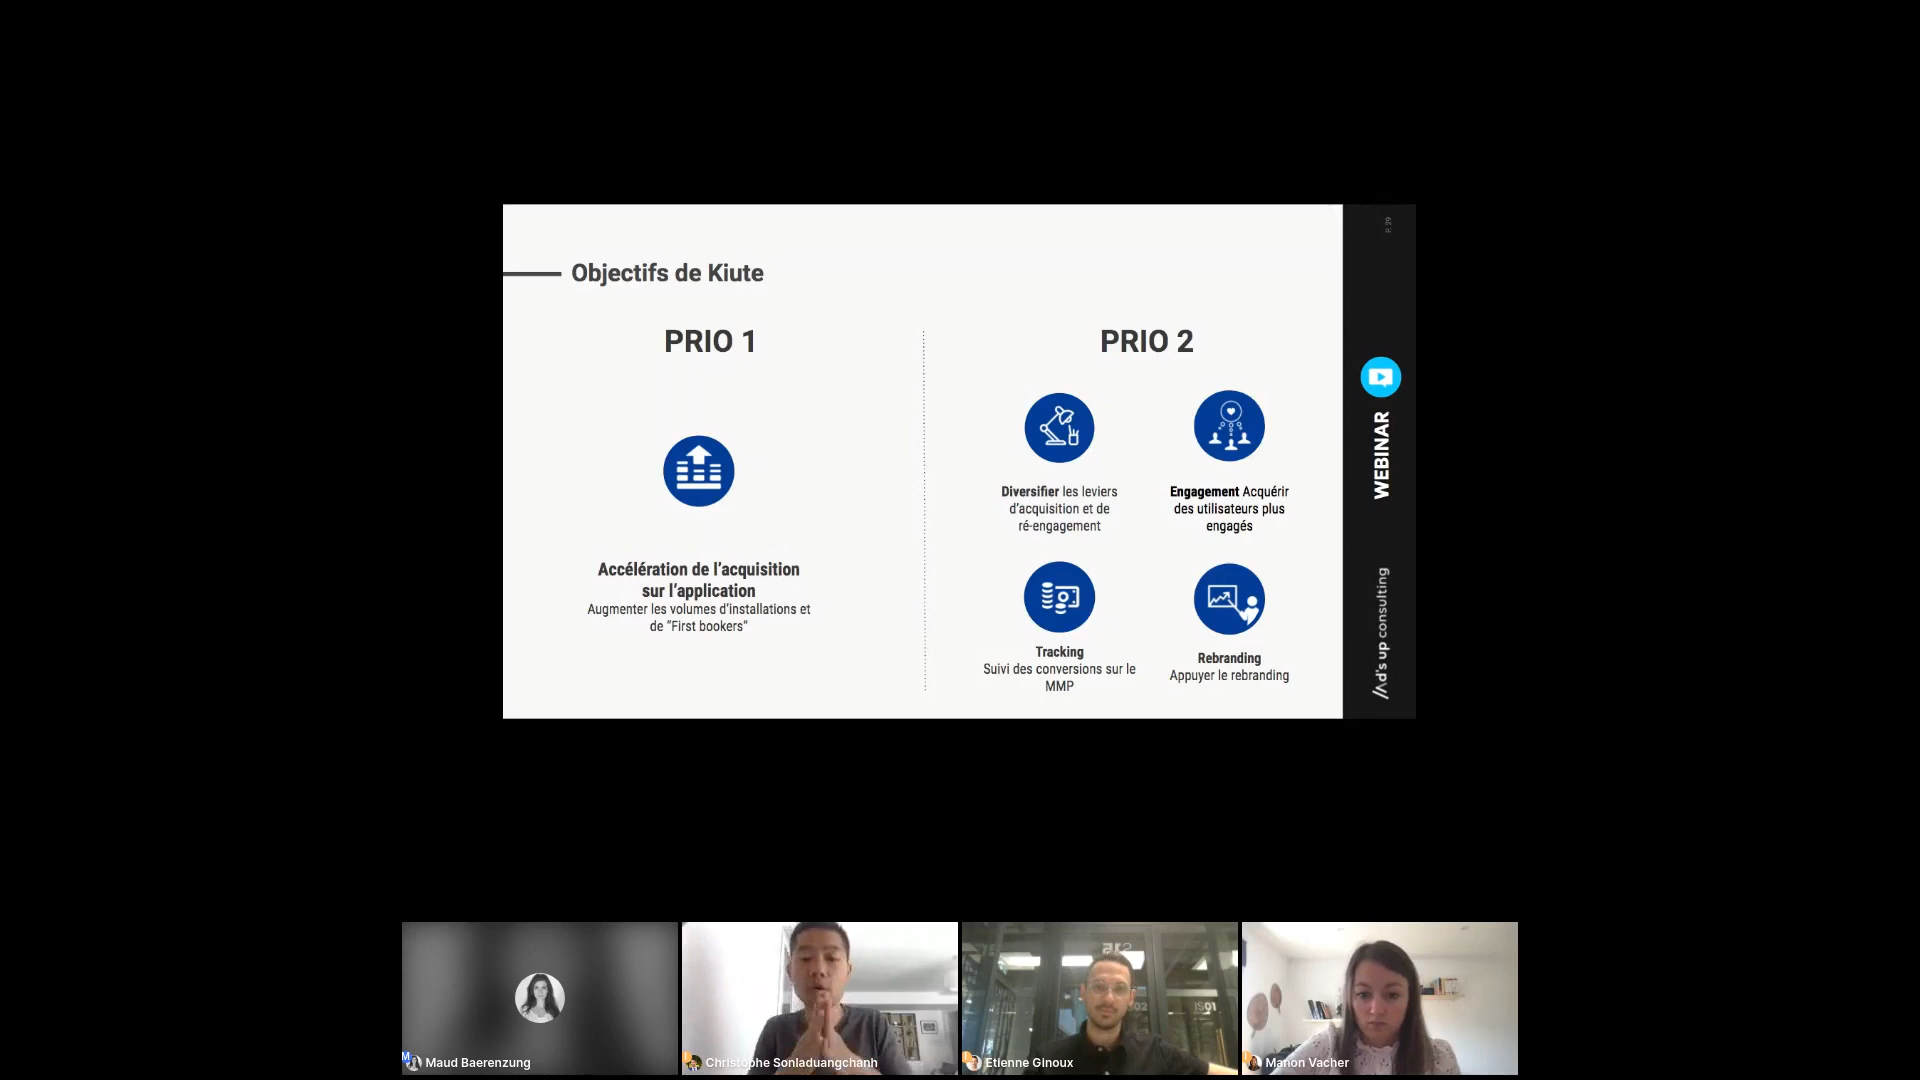 P. 29
Objectifs de Kiute
PRIO 1
Accélération de l'acquisition
sur l'application
Augmenter les volumes d'installations et
de "First bookers"
PRIO 2
Diversifier les leviers
d'acquisition et de
ré-engagement
Engagement Acquérir
des utilisateurs plus
engagés
Tracking
Suivi des conversions sur le
MMP
Rebranding
Appuyer le rebranding
WEBINAR
//Ad's up consulting
Maud Baerenzung
Christophe Sonladuangchanh
Etienne Ginoux
Manon Vacher